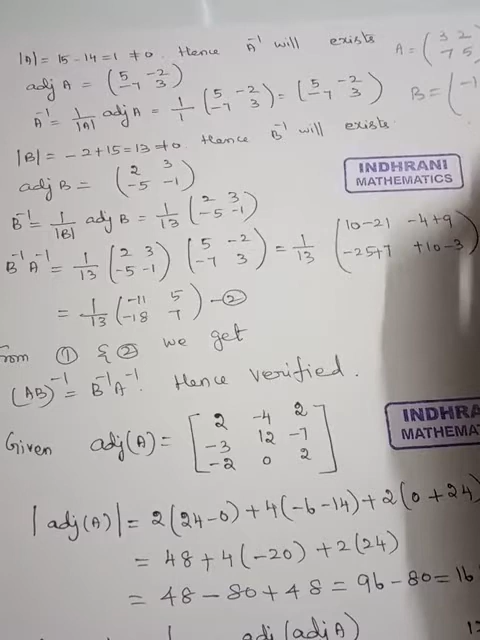 |A| = 15 - 14 = 1 ≠ 0. Hence A⁻¹ will exists A = (3 2
7 5
adj A = (5 -2
-7 3)
A⁻¹ = 1/|A| adj A = 1/1 (5 -2
-7 3) = (5 -2
-7 3) B = (-1
|B| = -2 + 15 = 13 ≠ 0. Hence B⁻¹ will exists.
adj B = (2 3
-5 -1)
INDHRANI
MATHEMATICS
B⁻¹ = 1/|B| adj B = 1/13 (2 3
-5 -1)
B⁻¹ A⁻¹ = 1/13 (2 3
-5 -1) (5 -2
-7 3) = 1/13 (10-21 -4+9
-25+7 +10-3)
= 1/13 (-11 5
-18 7) - ②
From ① & ② we get
(AB)⁻¹ = B⁻¹A⁻¹. Hence verified.
INDHRA
MATHEMAT
Given adj(A) = [2 -4 2
-3 12 -7
-2 0 2]
|adj(A)| = 2(24-0) + 4(-6-14) + 2(0+24)
= 48 + 4(-20) + 2(24)
= 48 - 80 + 48 = 96 - 80 = 16
adj(adj A)